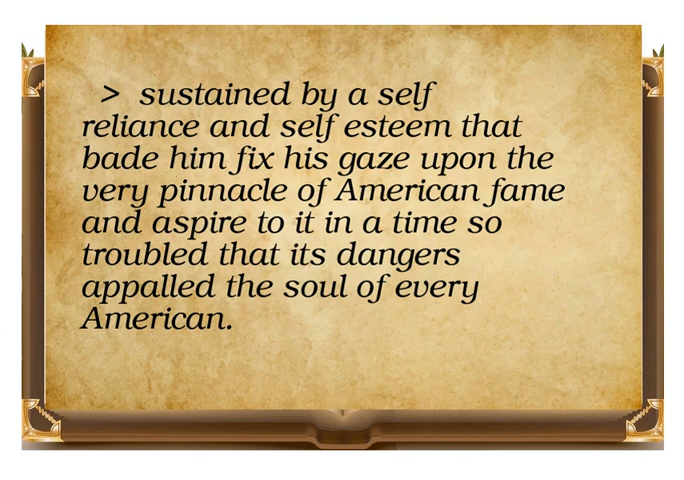 > sustained by a self
reliance and self esteem that
bade him fix his gaze upon the
very pinnacle of American fame
and aspire to it in a time so
troubled that its dangers
appalled the soul of every
American.